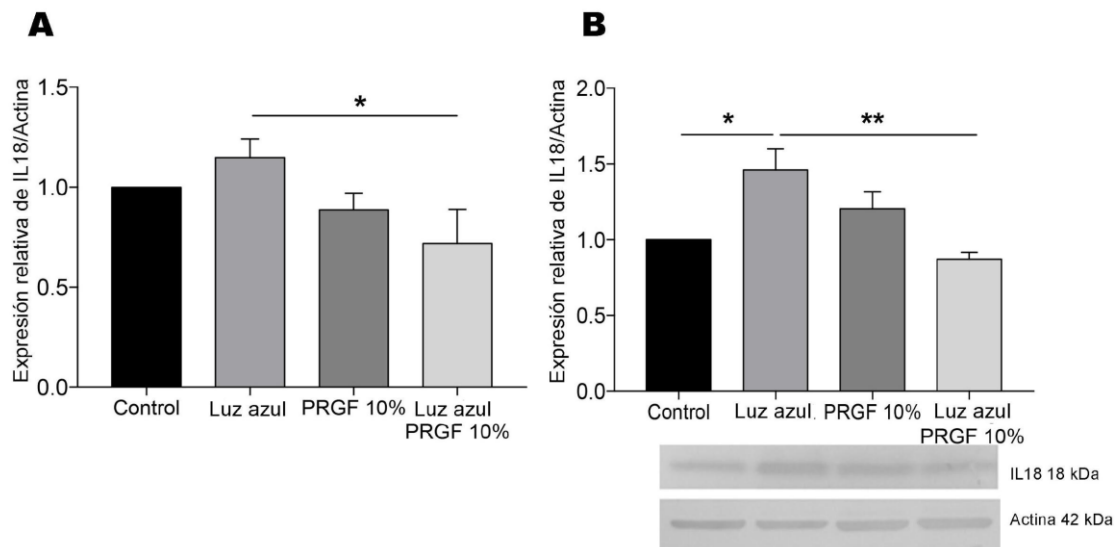 A
Expresión relativa de IL18/Actina
1.5
1.0
0.5
0.0
*
Control
Luz azul
PRGF 10%
Luz azul
PRGF 10%
B
Expresión relativa de IL18/Actina
2.0
1.5
1.0
0.5
0.0
*
**
Control
Luz azul.
PRGF 10%
Luz azul
PRGF 10%
IL18 18 kDa
Actina 42 kDa